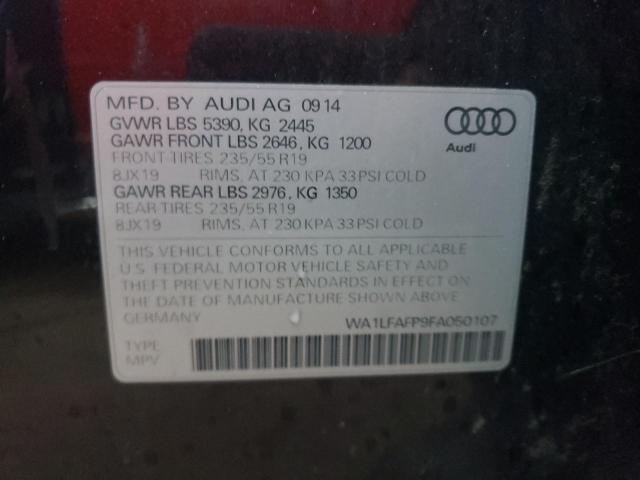 MFD. BY AUDI AG 09 14
GVWR LBS 5390, KG 2445
GAWR FRONT LBS 2646, KG 1200
FRONT TIRES 235/55 R19
8JX19 RIMS, AT 230 KPA 33 PSI COLD
GAWR REAR LBS 2976, KG 1350
REAR TIRES 235/55 R19
8JX19 RIMS, AT 230 KPA 33 PSI COLD
Audi
THIS VEHICLE CONFORMS TO ALL APPLICABLE
U.S. FEDERAL MOTOR VEHICLE SAFETY AND
THEFT PREVENTION STANDARDS IN EFFECT ON
THE DATE OF MANUFACTURE SHOWN ABOVE.
GERMANY WA1LFAFP9FA050107
TYPE
MPV